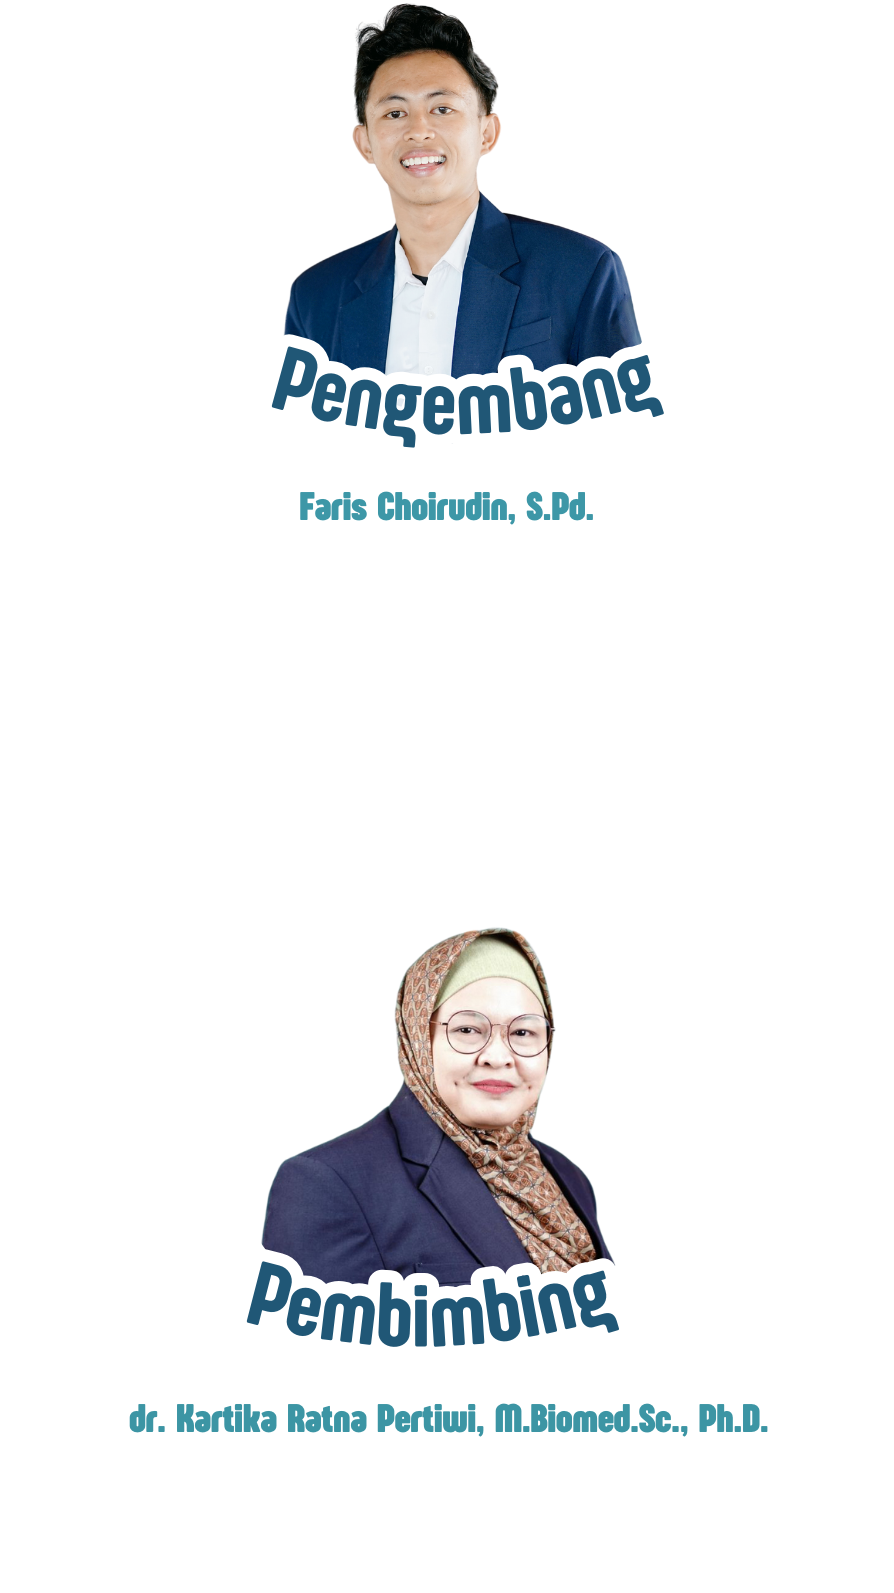 Pengembang
Faris Choirudin, S.Pd.
Pembimbing
dr. Kartika Ratna Pertiwi, M.Biomed.Sc., Ph.D.